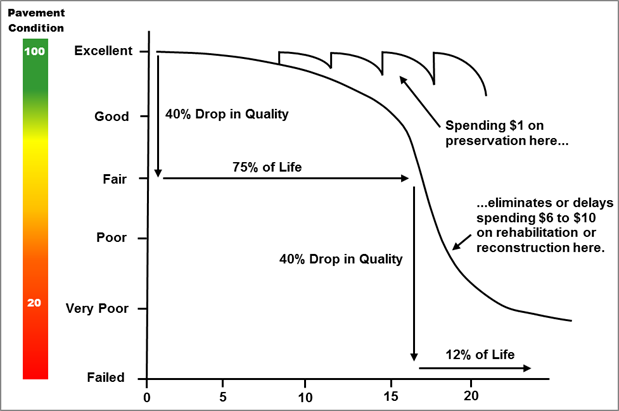 Pavement
Condition
100
20
Excellent
Good
Fair
Poor
Very Poor
Failed
40% Drop in Quality
75% of Life
Spending $1 on
preservation here...
...eliminates or delays
spending $6 to $10
on rehabilitation or
reconstruction here.
40% Drop in Quality
12% of Life
0
5
10
15
20